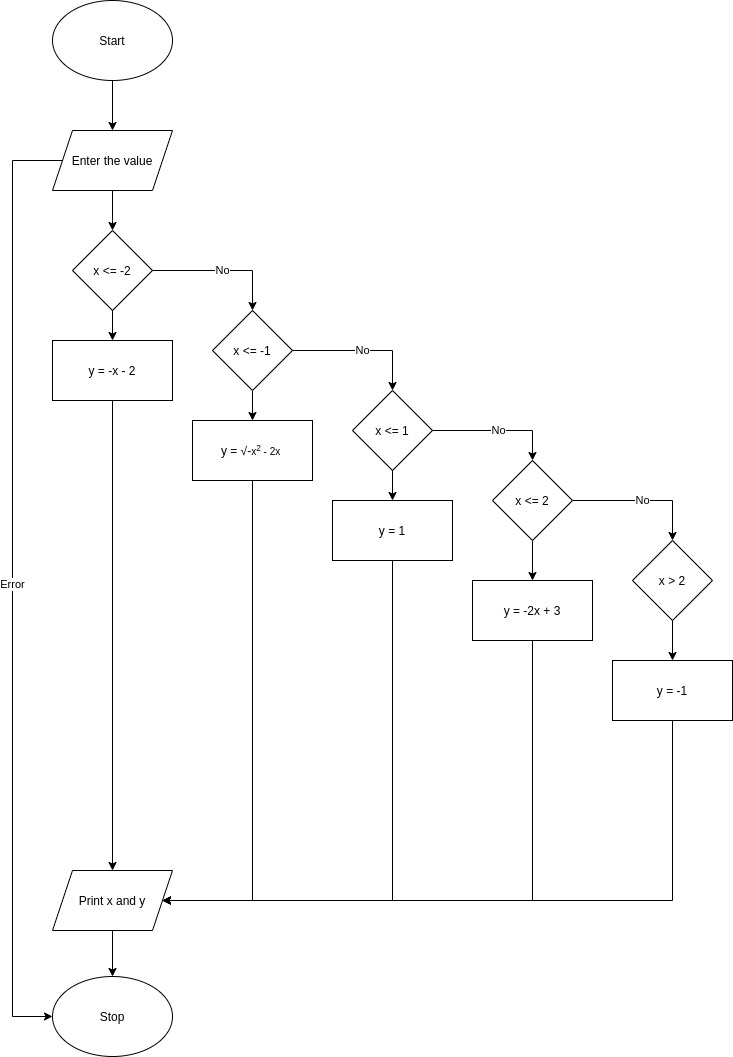 Start
Enter the value
x <= -2
No
y = -x - 2
x <= -1
No
y = √-x² - 2x
x <= 1
No
y = 1
x <= 2
No
y = -2x + 3
x > 2
y = -1
Error
Print x and y
Stop